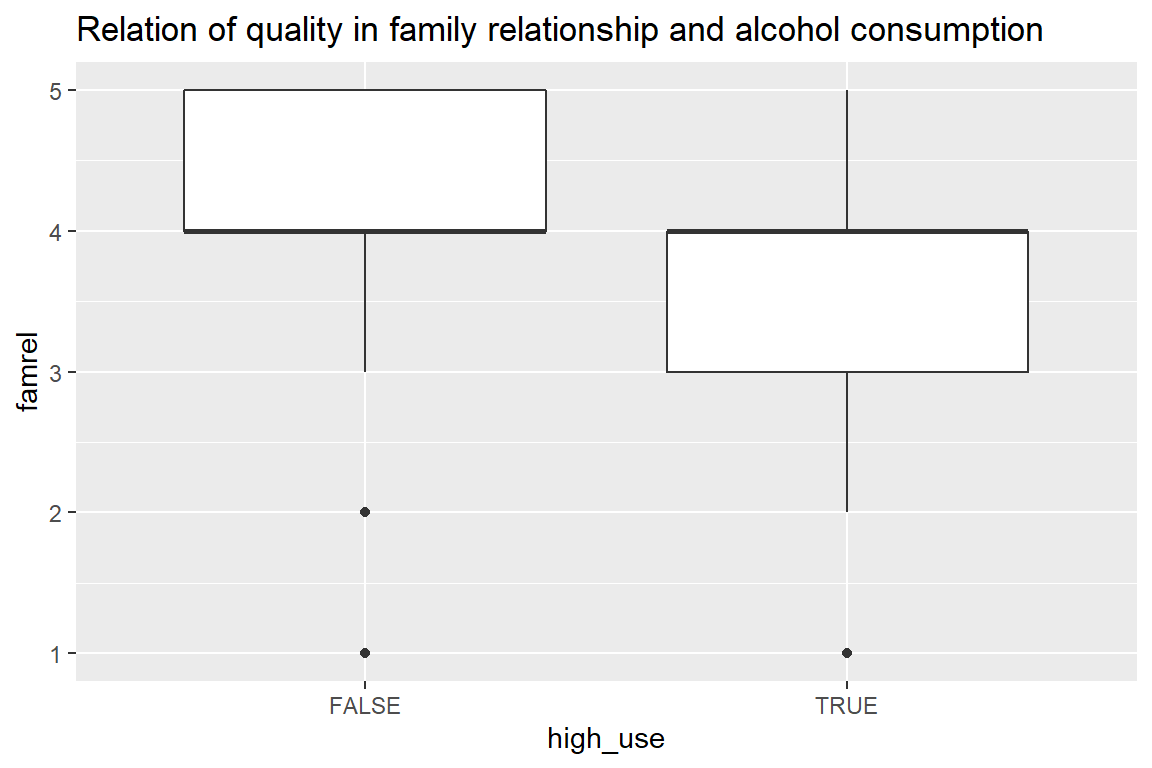 Relation of quality in family relationship and alcohol consumption
5
4
3
2
1
famrel
FALSE TRUE
high_use